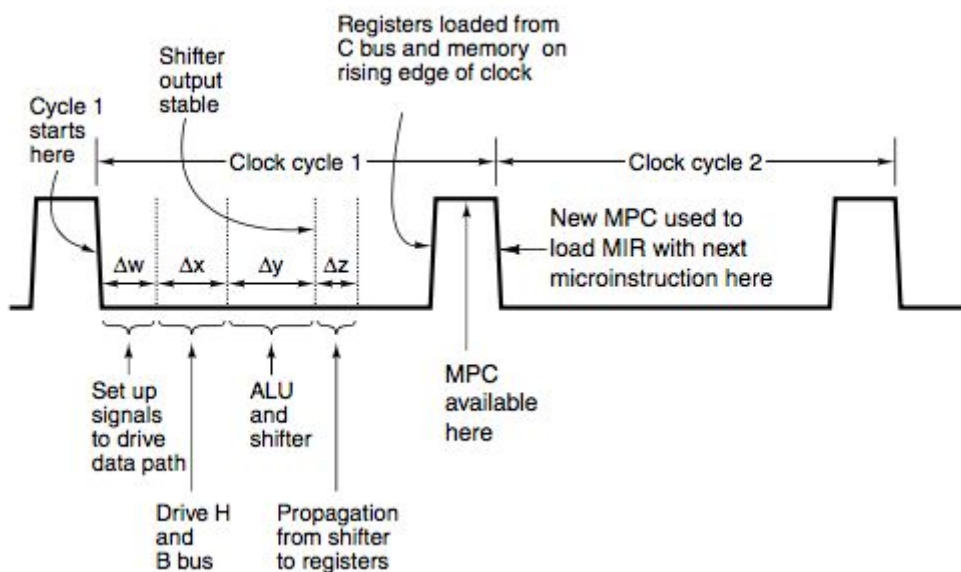 Registers loaded from
C bus and memory on
rising edge of clock
Shifter
output
stable
Cycle 1
starts
here
Clock cycle 1
Clock cycle 2
New MPC used to
load MIR with next
microinstruction here
Δw
Δx
Δy
Δz
Set up
signals
to drive
data path
ALU
and
shifter
MPC
available
here
Drive H
and
B bus
Propagation
from shifter
to registers